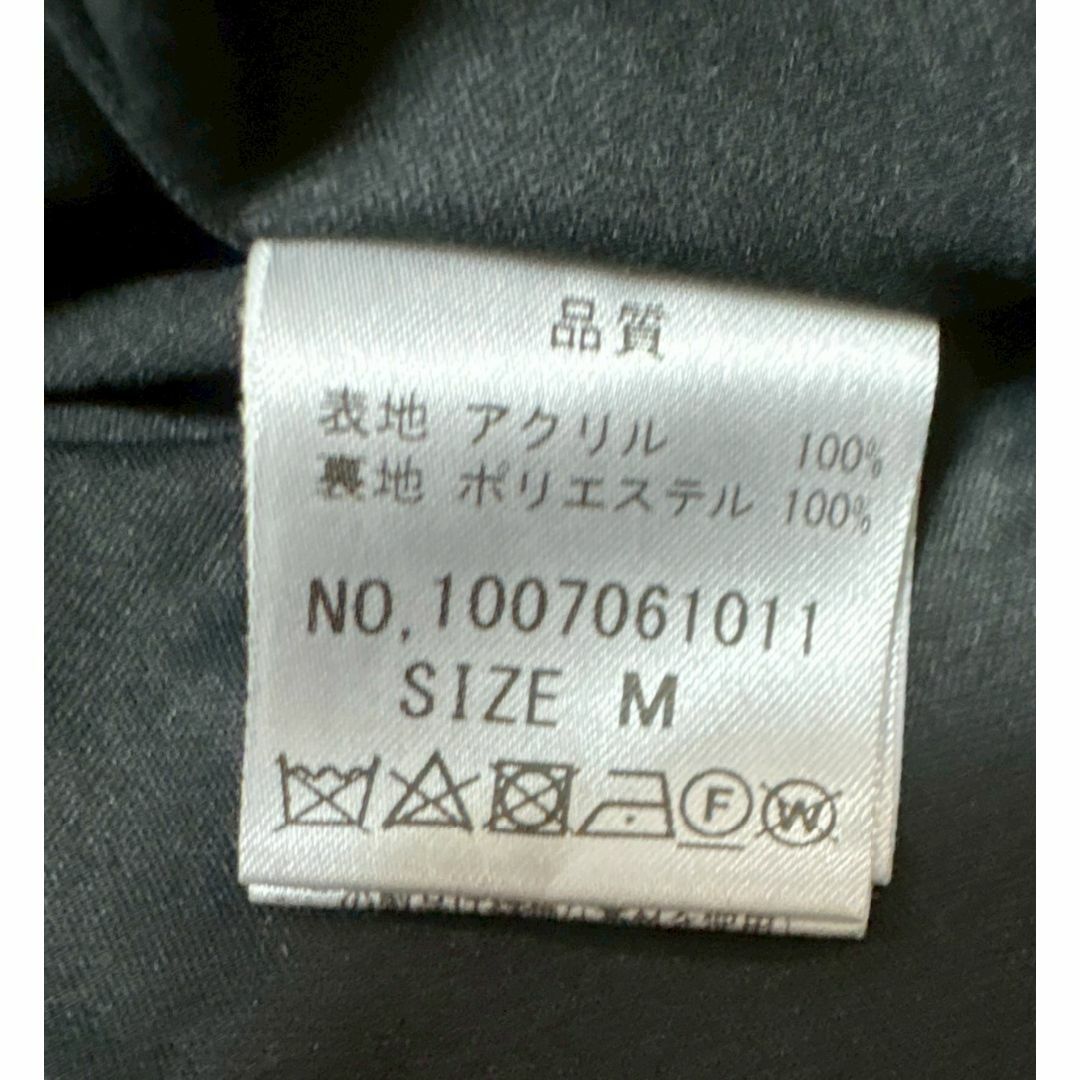 品質
表地 アクリル 100%
裏地 ポリエステル 100%
NO,1007061011
SIZE M
F W